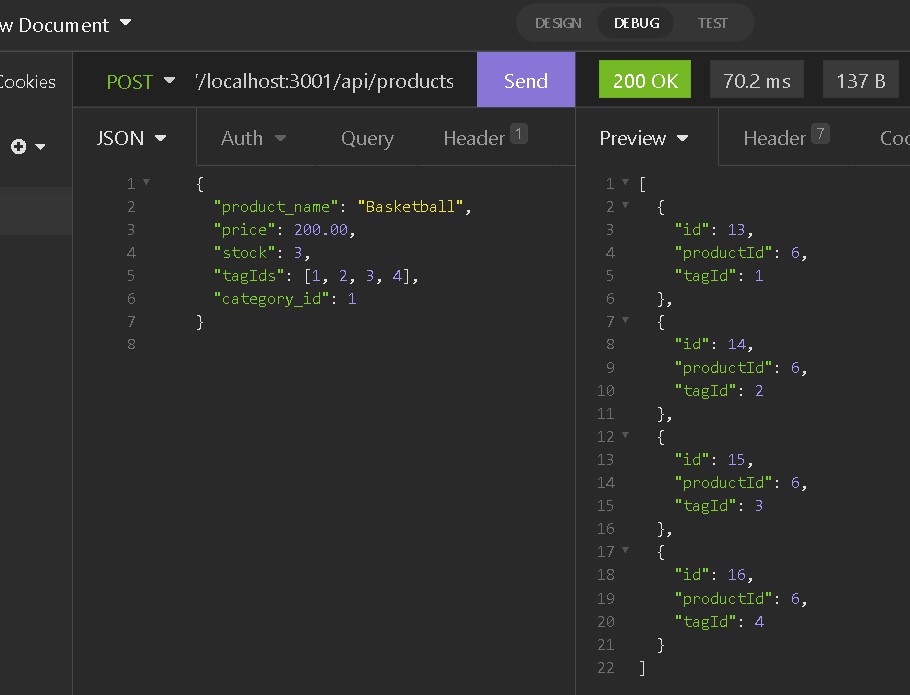 w Document
DESIGN DEBUG TEST
Cookies
POST '/localhost:3001/api/products Send 200 OK 70.2 ms 137 B
JSON Auth Query Header 1 Preview Header 7 Coo
1 {
2 "product_name": "Basketball",
3 "price": 200.00,
4 "stock": 3,
5 "tagIds": [1, 2, 3, 4],
6 "category_id": 1
7 }
8
1 [
2 {
3 "id": 13,
4 "productId": 6,
5 "tagId": 1
6 },
7 {
8 "id": 14,
9 "productId": 6,
10 "tagId": 2
11 },
12 {
13 "id": 15,
14 "productId": 6,
15 "tagId": 3
16 },
17 {
18 "id": 16,
19 "productId": 6,
20 "tagId": 4
21 }
22 ]